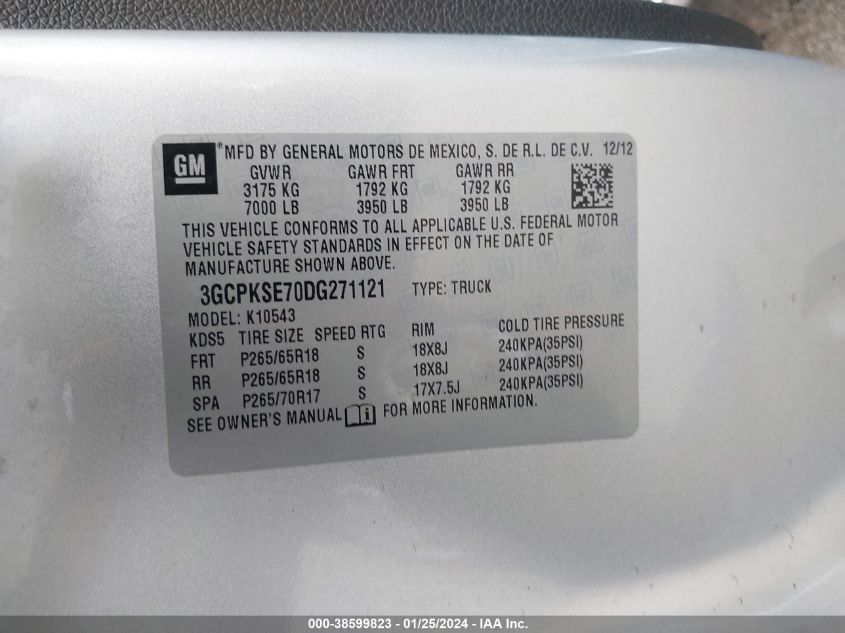 GM
*MFD BY GENERAL MOTORS DE MEXICO, S. DE R.L. DE C.V. 12/12
GVWR GAWR FRT GAWR RR
3175 KG 1792 KG 1792 KG
7000 LB 3950 LB 3950 LB
THIS VEHICLE CONFORMS TO ALL APPLICABLE U.S. FEDERAL MOTOR
VEHICLE SAFETY STANDARDS IN EFFECT ON THE DATE OF
MANUFACTURE SHOWN ABOVE.
3GCPKSE70DG271121 TYPE: TRUCK
MODEL: K10543
KDS5 TIRE SIZE SPEED RTG RIM COLD TIRE PRESSURE
FRT P265/65R18 S 18X8J 240KPA(35PSI)
RR P265/65R18 S 18X8J 240KPA(35PSI)
SPA P265/70R17 S 17X7.5J 240KPA(35PSI)
SEE OWNER'S MANUAL i FOR MORE INFORMATION.
000-38599823 - 01/25/2024 - IAA Inc.